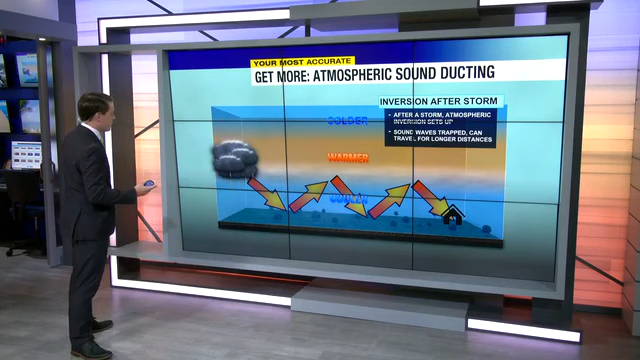 YOUR MOST ACCURATE
GET MORE: ATMOSPHERIC SOUND DUCTING
INVERSION AFTER STORM
• AFTER A STORM, ATMOSPHERIC
INVERSION SETS UP
• SOUND WAVES TRAPPED, CAN
TRAVEL FOR LONGER DISTANCES
COLDER
WARMER
COOLER